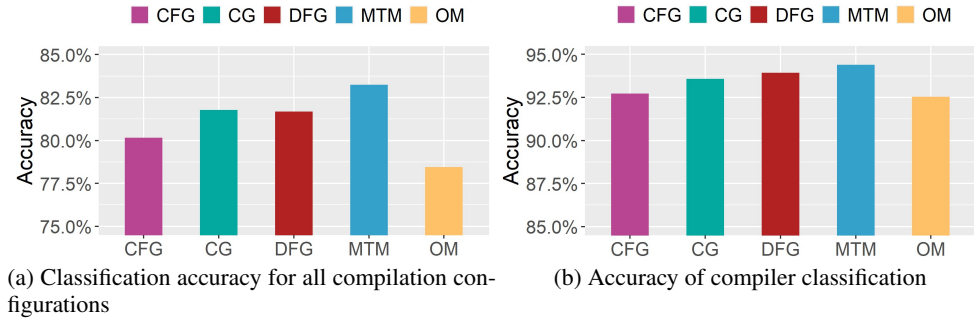 CFG CG DFG MTM OM
85.0%
82.5%
80.0%
77.5%
75.0%
Accuracy
CFG CG DFG MTM OM
(a) Classification accuracy for all compilation con-
figurations
CFG CG DFG MTM OM
95.0%
92.5%
90.0%
87.5%
85.0%
Accuracy
CFG CG DFG MTM OM
(b) Accuracy of compiler classification